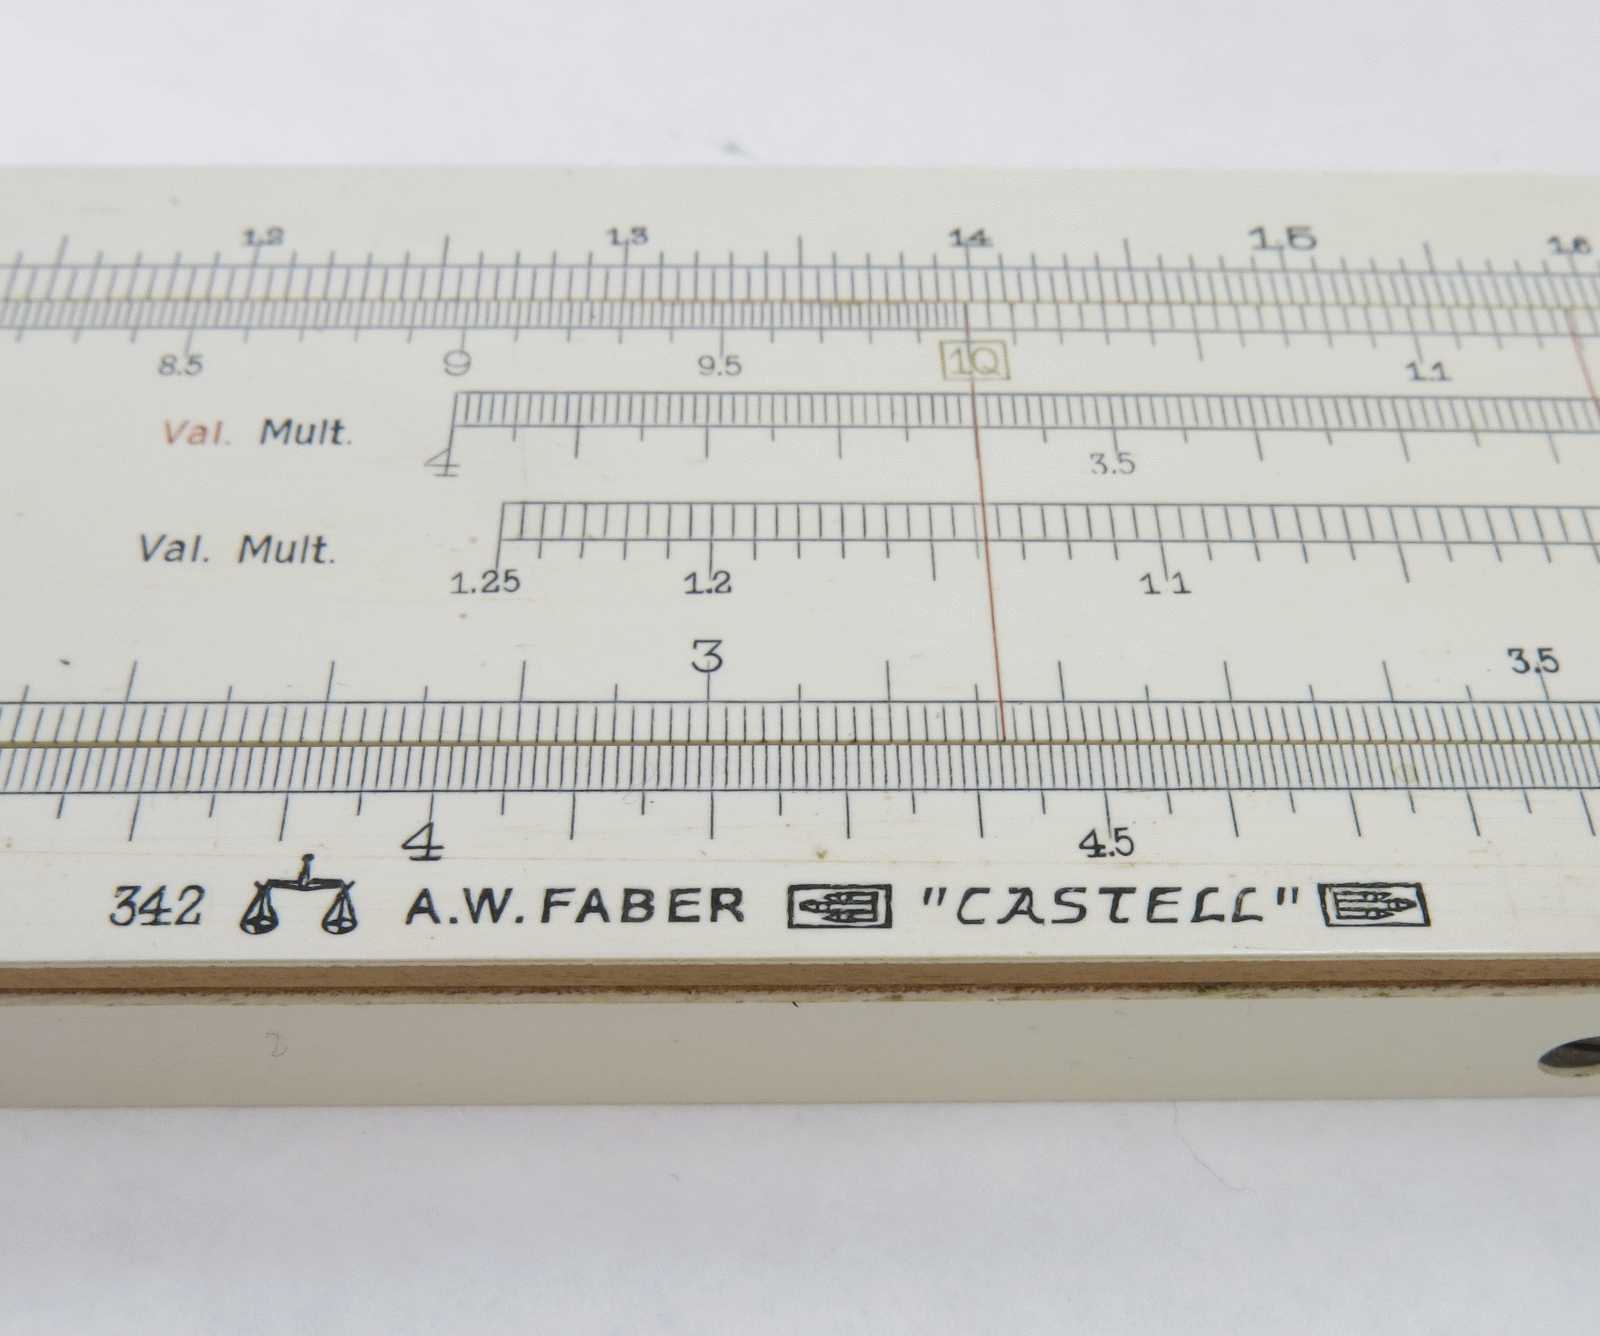 1.2 1.3 1.4 1.5 1.6
8.5 9 9.5 10 1.1
Val. Mult.
4 3.5
Val. Mult.
1.25 1.2 1.1
3 3.5
4 4.5
342 A.W.FABER "CASTELL"